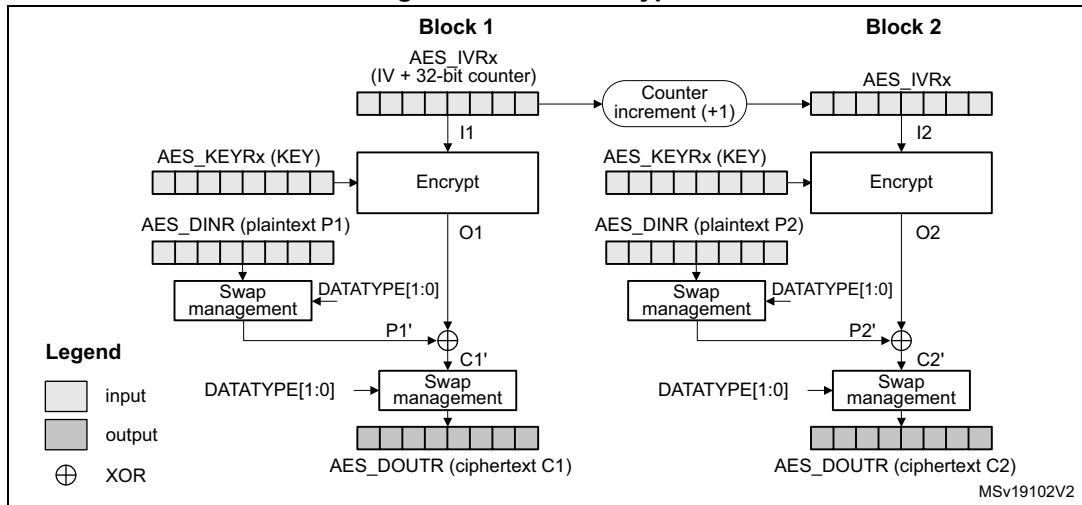 Block 1
Block 2
AES_IVRx
(IV + 32-bit counter)
Counter
increment (+1)
AES_IVRx
I1
I2
AES_KEYRx (KEY)
Encrypt
AES_KEYRx (KEY)
Encrypt
AES_DINR (plaintext P1)
O1
AES_DINR (plaintext P2)
O2
Swap
management
DATATYPE[1:0]
Swap
management
DATATYPE[1:0]
P1'
P2'
Legend
C1'
C2'
input
DATATYPE[1:0]
Swap
management
DATATYPE[1:0]
Swap
management
output
XOR
AES_DOUTR (ciphertext C1)
AES_DOUTR (ciphertext C2)
MSv19102V2